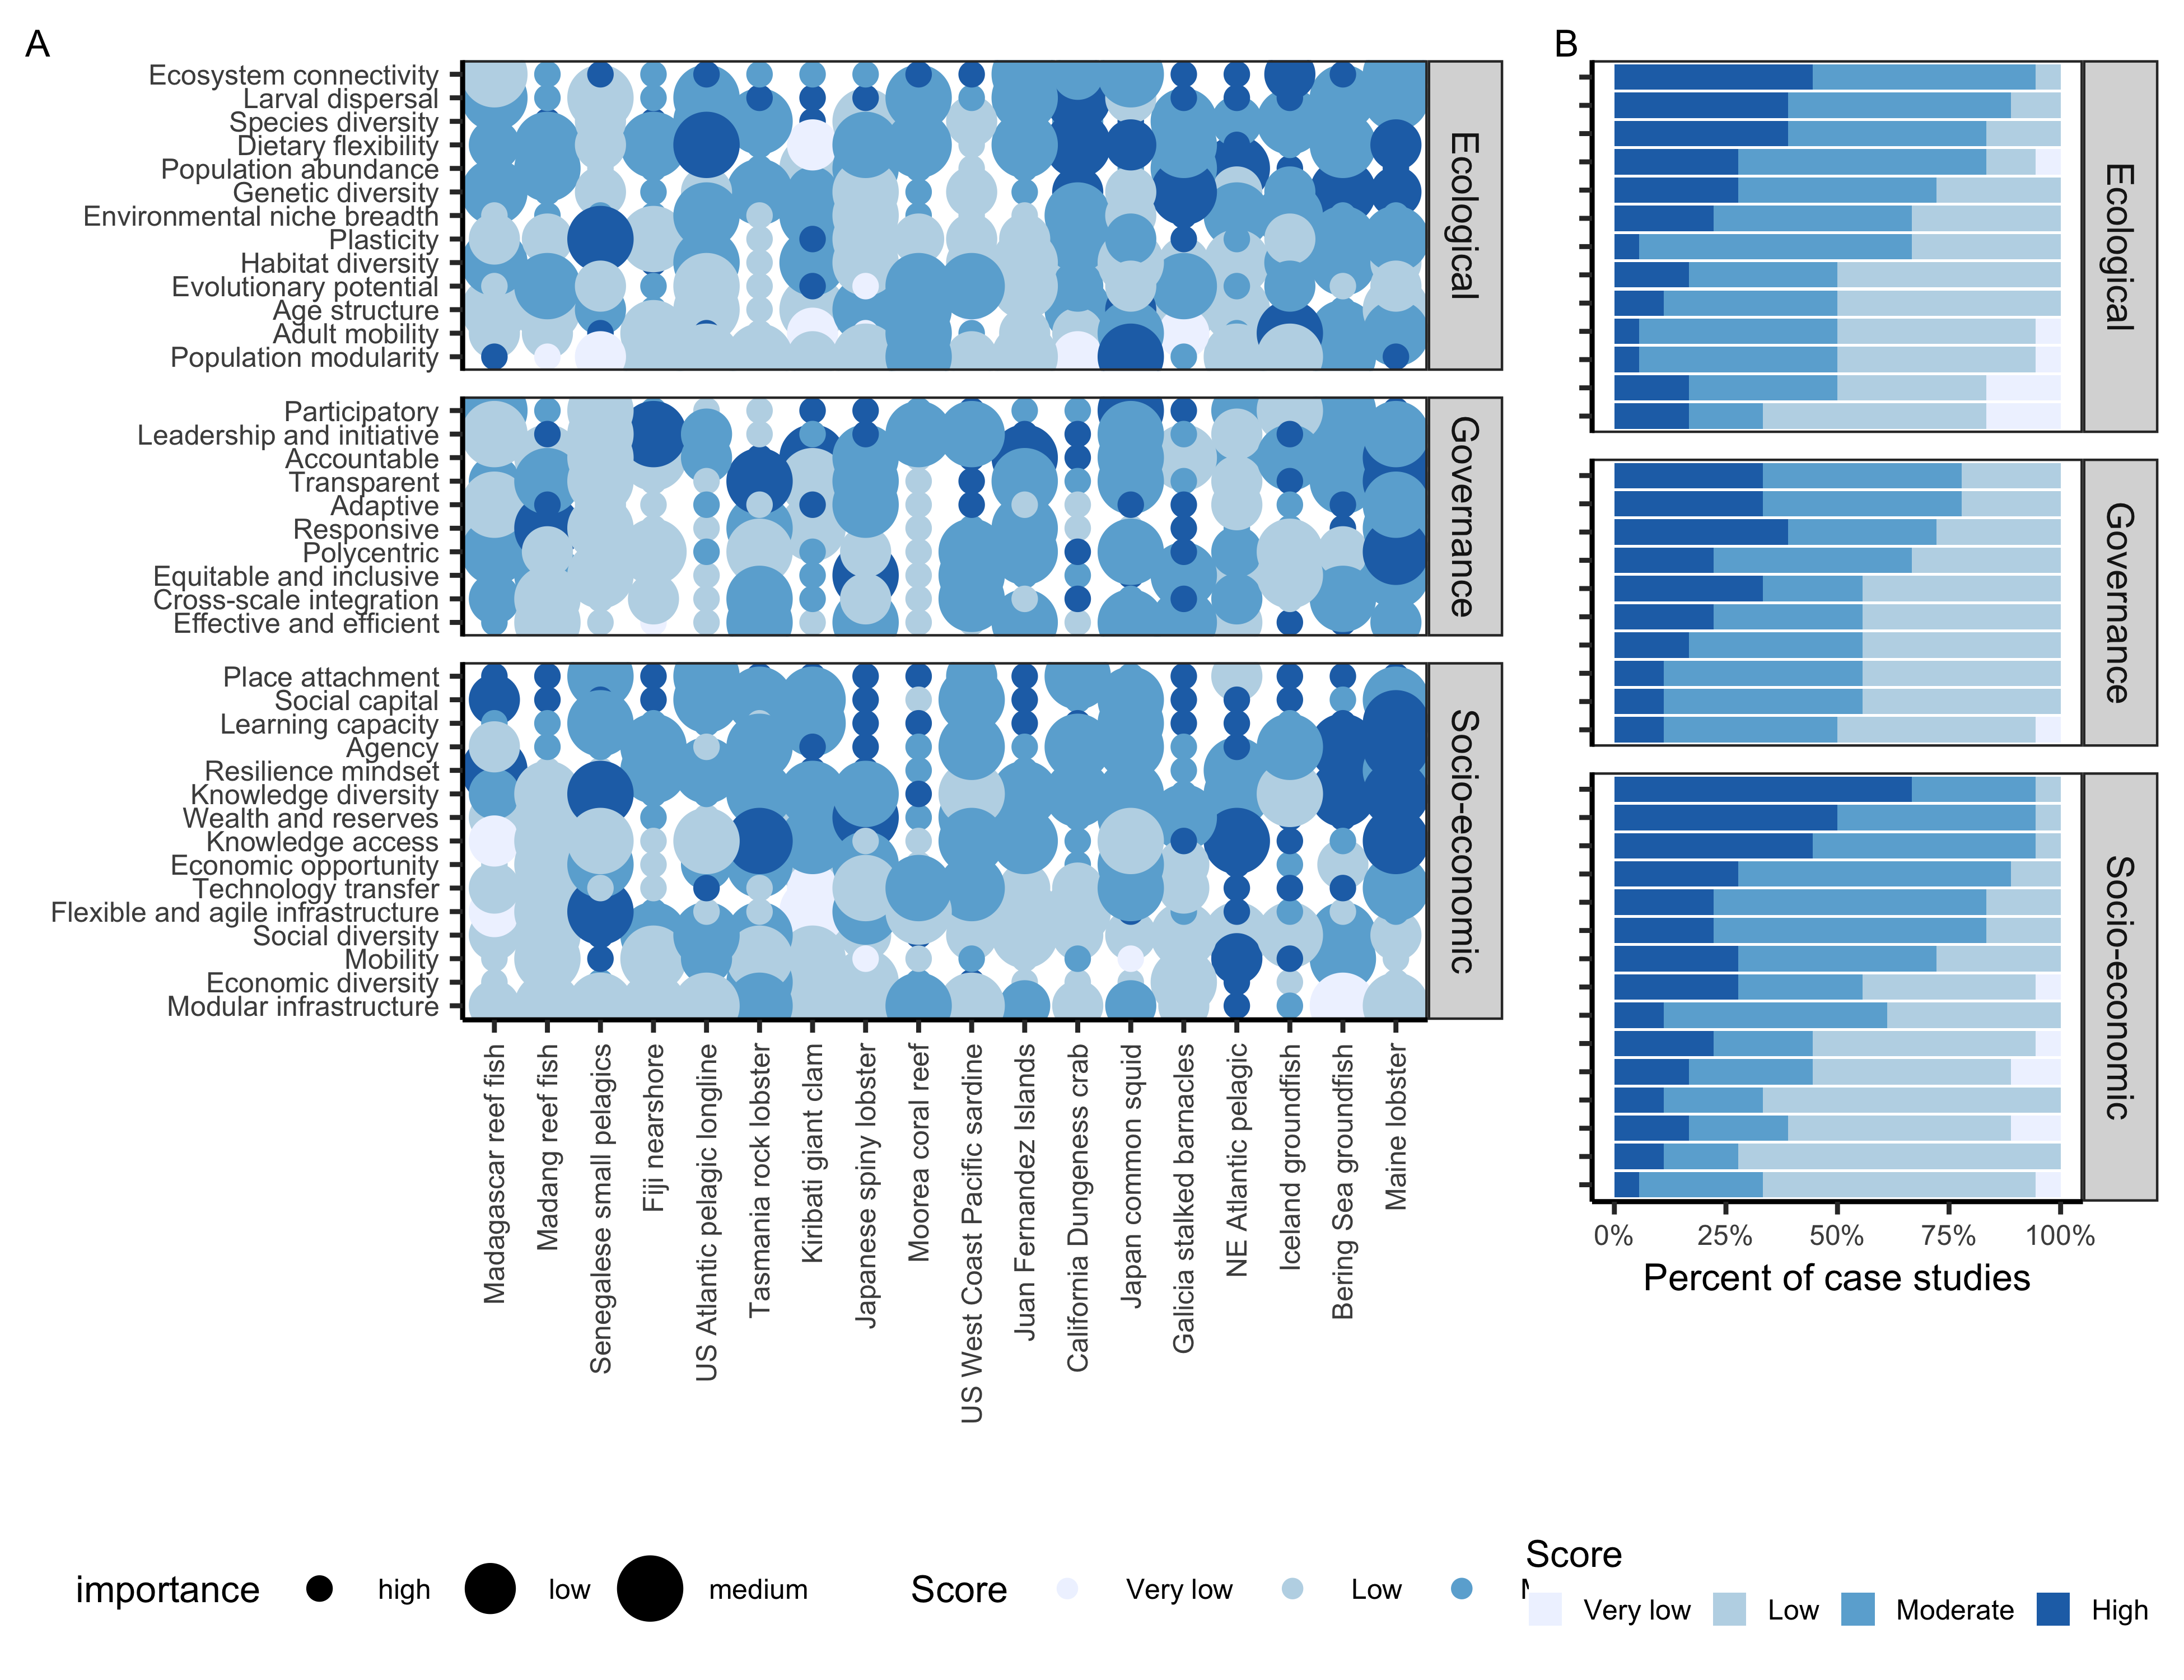 A
B
Ecosystem connectivity
Larval dispersal
Species diversity
Dietary flexibility
Population abundance
Genetic diversity
Environmental niche breadth
Plasticity
Habitat diversity
Evolutionary potential
Age structure
Adult mobility
Population modularity
Ecological
Ecological
Participatory
Leadership and initiative
Accountable
Transparent
Adaptive
Responsive
Polycentric
Equitable and inclusive
Cross-scale integration
Effective and efficient
Governance
Governance
Place attachment
Social capital
Learning capacity
Agency
Resilience mindset
Knowledge diversity
Wealth and reserves
Knowledge access
Economic opportunity
Technology transfer
Flexible and agile infrastructure
Social diversity
Mobility
Economic diversity
Modular infrastructure
Socio-economic
Socio-economic
Madagascar reef fish
Madang reef fish
Senegalese small pelagics
Fiji nearshore
US Atlantic pelagic longline
Tasmania rock lobster
Kiribati giant clam
Japanese spiny lobster
Moorea coral reef
US West Coast Pacific sardine
Juan Fernandez Islands
California Dungeness crab
Japan common squid
Galicia stalked barnacles
NE Atlantic pelagic
Iceland groundfish
Bering Sea groundfish
Maine lobster
0% 25% 50% 75% 100%
Percent of case studies
importance high low medium
Score Very low Low
Score
Very low Low Moderate High